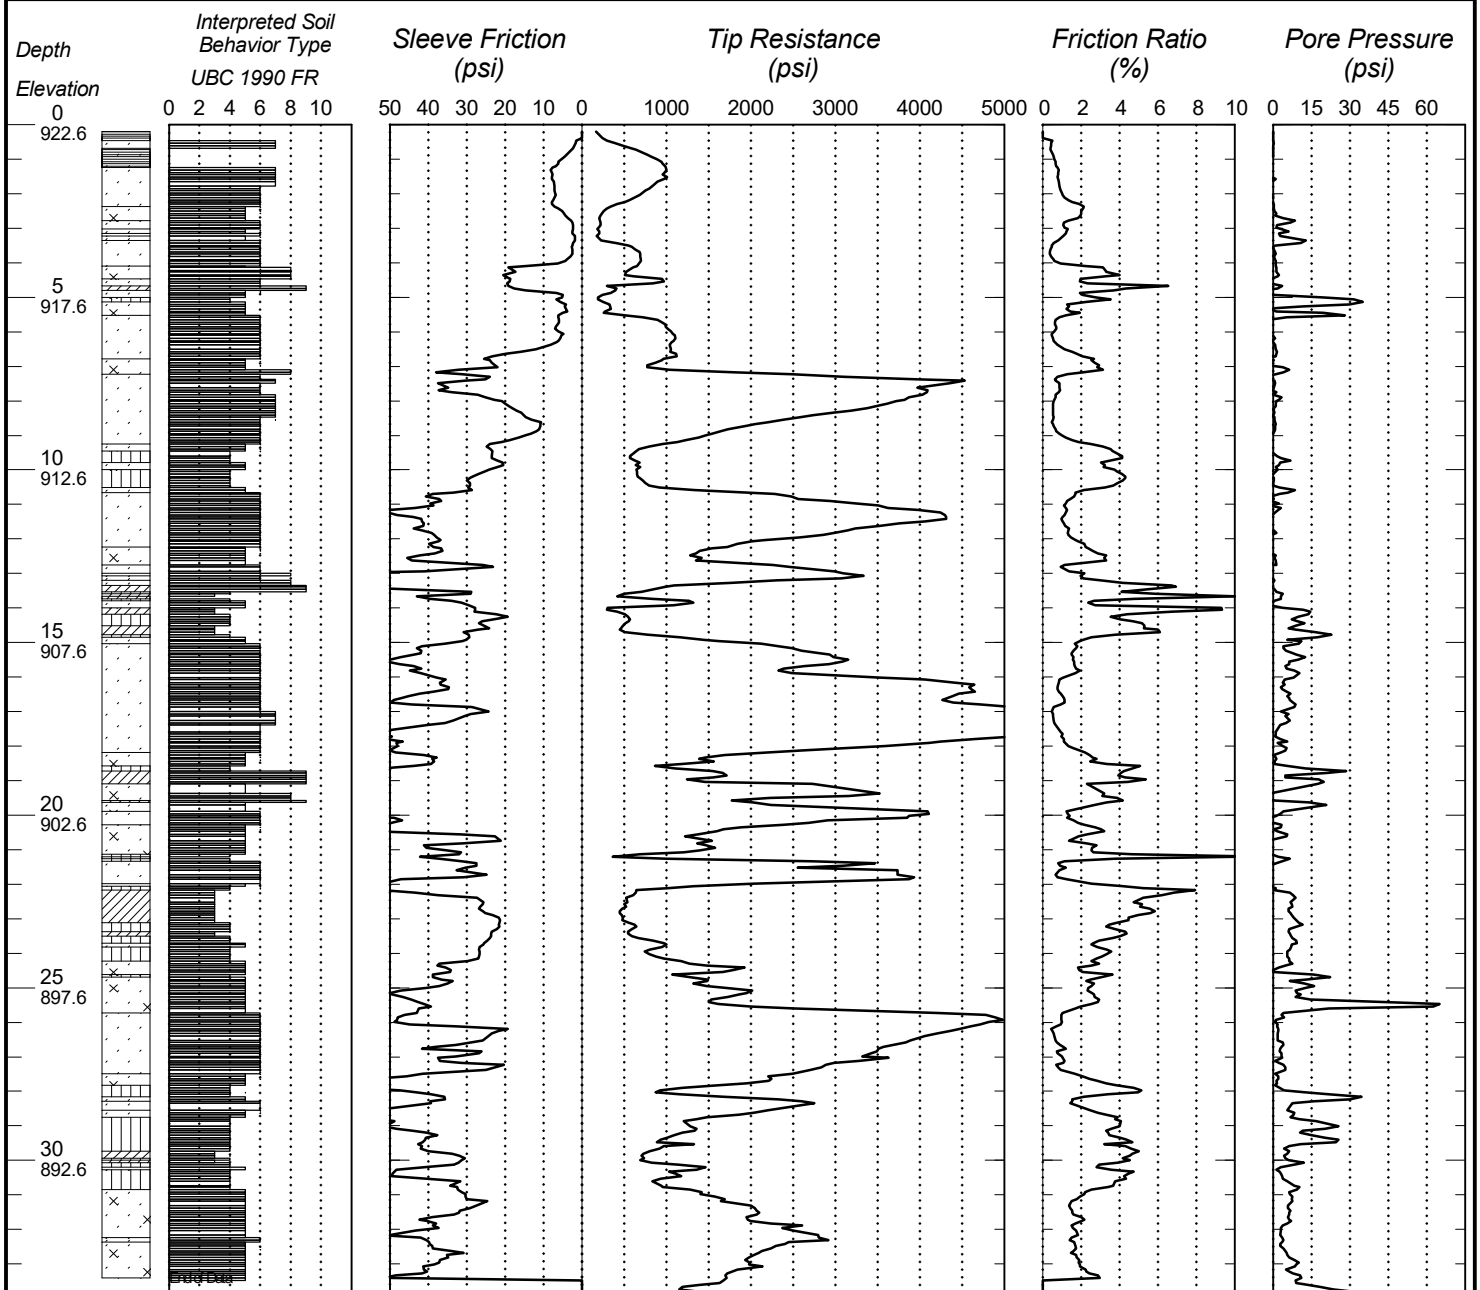 Interpreted Soil
Behavior Type
UBC 1990 FR
Depth
Elevation
Sleeve Friction
(psi)
Tip Resistance
(psi)
Friction Ratio
(%)
Pore Pressure
(psi)
0 2 4 6 8 10
50 40 30 20 10 0
1000 2000 3000 4000 5000
0 2 4 6 8 10
0 15 30 45 60
0
922.6
5
917.6
10
912.6
15
907.6
20
902.6
25
897.6
30
892.6
End of Data